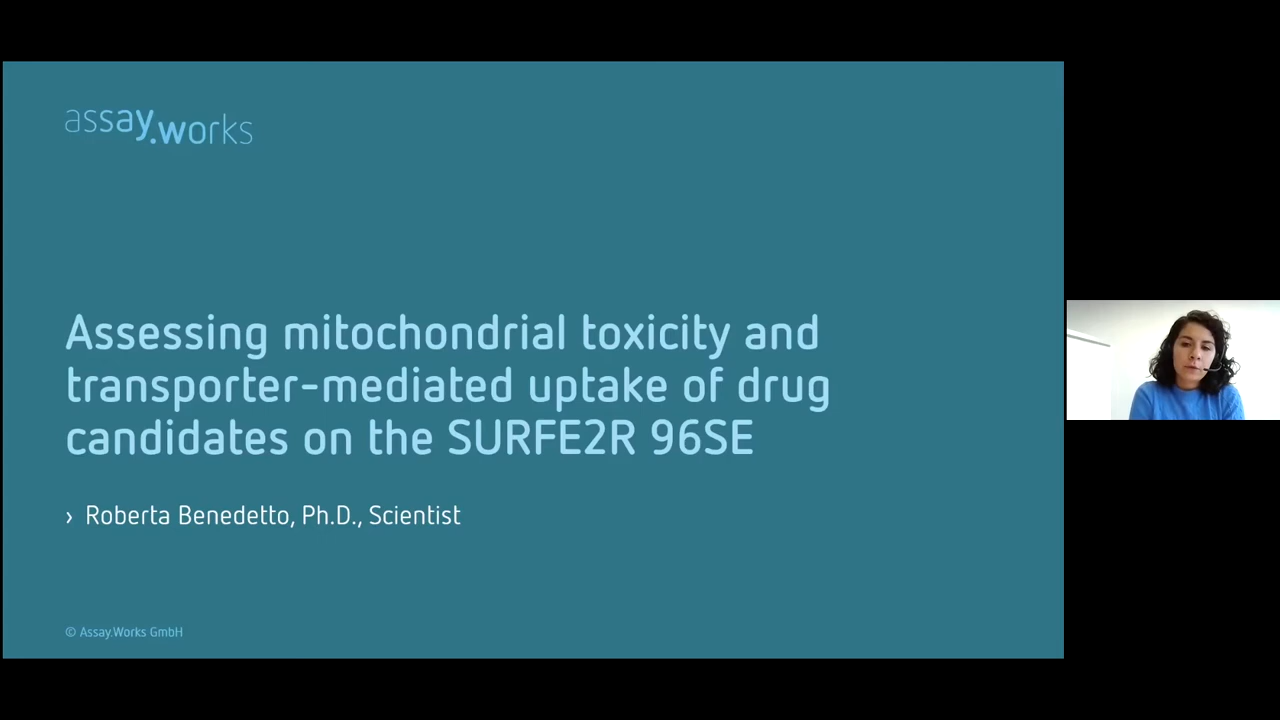 assay.works
Assessing mitochondrial toxicity and
transporter-mediated uptake of drug
candidates on the SURFE2R 96SE
› Roberta Benedetto, Ph.D., Scientist
© Assay.Works GmbH